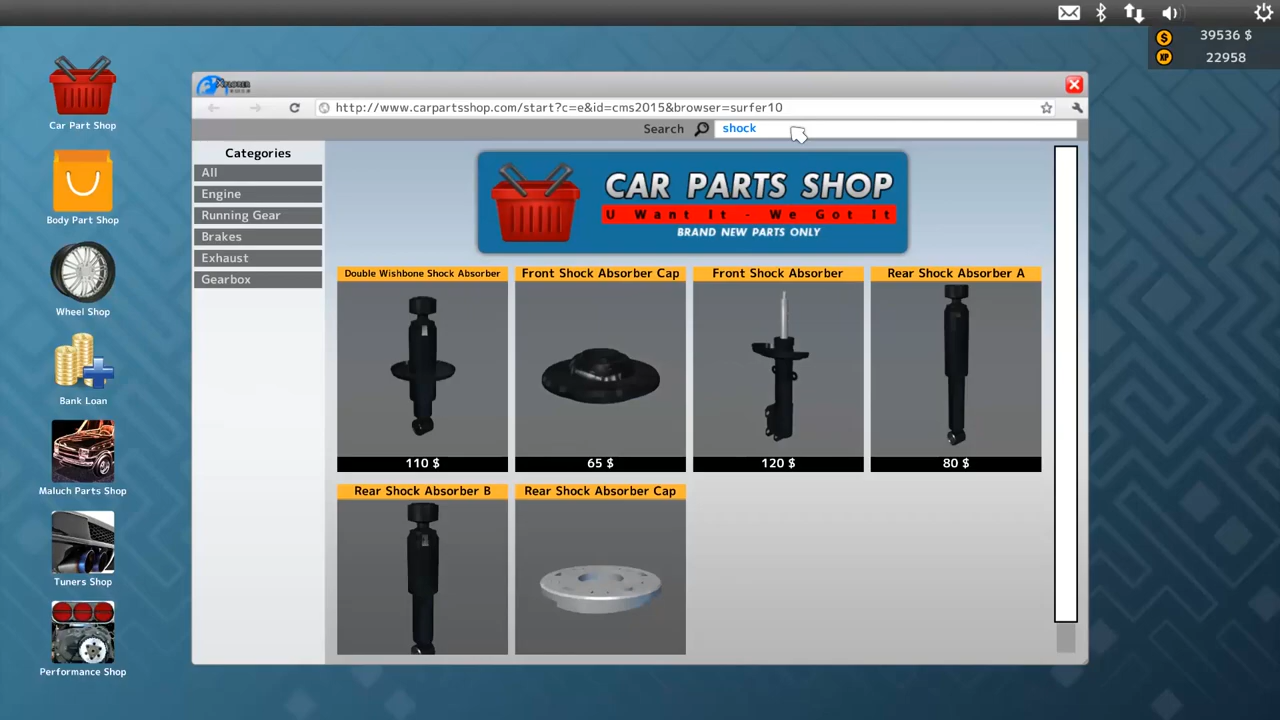 39536 $
22958
Car Part Shop
Body Part Shop
Wheel Shop
Bank Loan
Maluch Parts Shop
Tuners Shop
Performance Shop
http://www.carpartsshop.com/start?c=e&id=cms2015&browser=surfer10
Search shock
Categories
All
Engine
Running Gear
Brakes
Exhaust
Gearbox
CAR PARTS SHOP
U Want It - We Got It
BRAND NEW PARTS ONLY
Double Wishbone Shock Absorber
110 $
Front Shock Absorber Cap
65 $
Front Shock Absorber
120 $
Rear Shock Absorber A
80 $
Rear Shock Absorber B
Rear Shock Absorber Cap